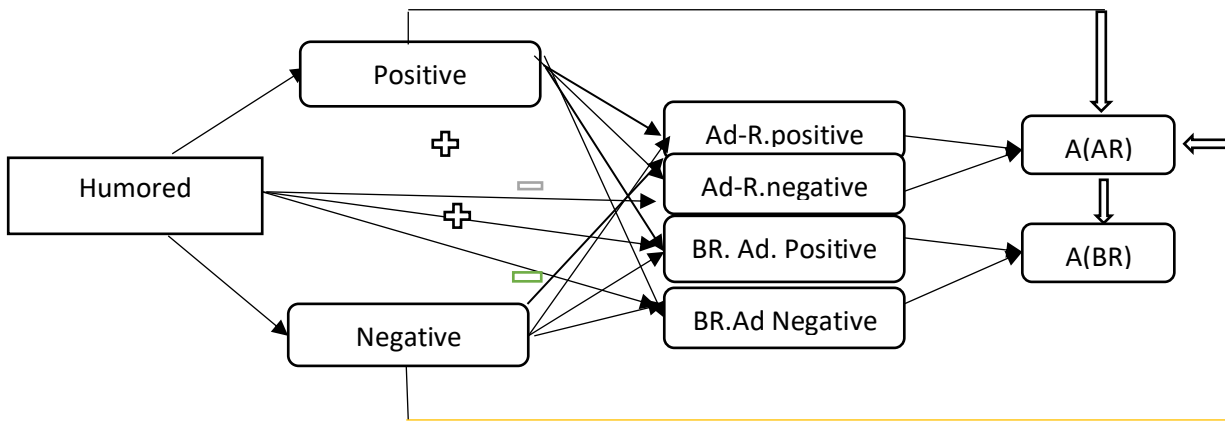 Positive
Ad-R.positive
A(AR)
Humored
Ad-R.negative
BR. Ad. Positive
A(BR)
BR.Ad Negative
Negative